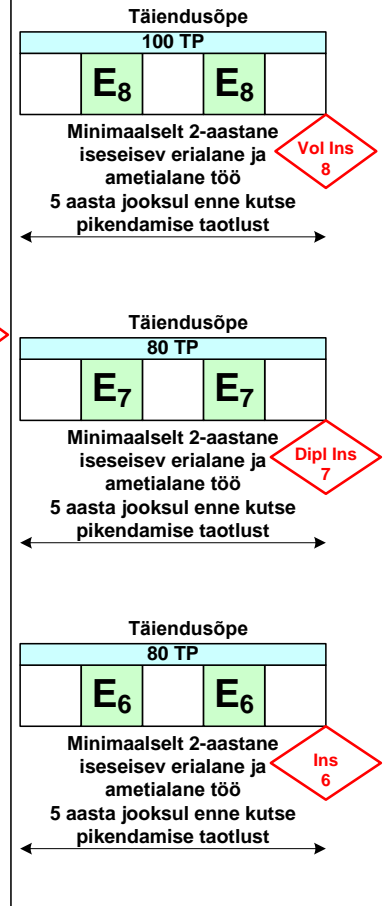 Täiendusõpe
100 TP
E8 E8
Minimaalselt 2-aastane
iseseisev erialane ja
ametialane töö
5 aasta jooksul enne kutse
pikendamise taotlust
Vol Ins
8
Täiendusõpe
80 TP
E7 E7
Minimaalselt 2-aastane
iseseisev erialane ja
ametialane töö
5 aasta jooksul enne kutse
pikendamise taotlust
Dipl Ins
7
Täiendusõpe
80 TP
E6 E6
Minimaalselt 2-aastane
iseseisev erialane ja
ametialane töö
5 aasta jooksul enne kutse
pikendamise taotlust
Ins
6